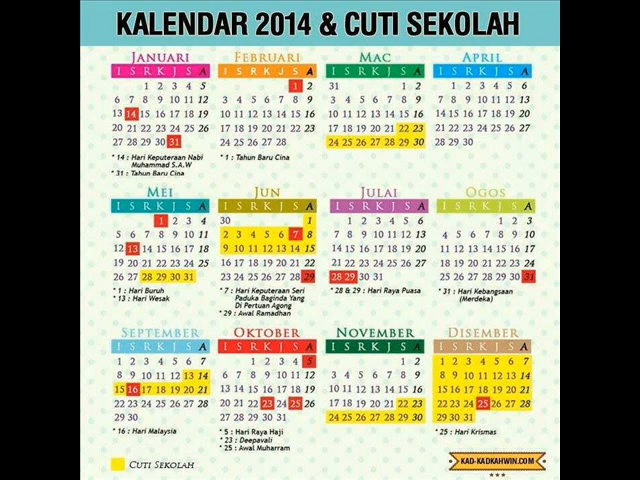 KALENDAR 2014 & CUTI SEKOLAH
JANUARI
I S R K J S A
1 2 3 4 5
6 7 8 9 10 11 12
13 14 15 16 17 18 19
20 21 22 23 24 25 26
27 28 29 30 31
* 14 : Hari Keputeraan Nabi
Muhammad S.A.W
* 31 : Tahun Baru Cina
FEBRUARI
I S R K J S A
1 2
3 4 5 6 7 8 9
10 11 12 13 14 15 16
17 18 19 20 21 22 23
24 25 26 27 28
* 1 : Tahun Baru Cina
MAC
I S R K J S A
31 1 2
3 4 5 6 7 8 9
10 11 12 13 14 15 16
17 18 19 20 21 22 23
24 25 26 27 28 29 30
APRIL
I S R K J S A
1 2 3 4 5 6
7 8 9 10 11 12 13
14 15 16 17 18 19 20
21 22 23 24 25 26 27
28 29 30
MEI
I S R K J S A
1 2 3 4
5 6 7 8 9 10 11
12 13 14 15 16 17 18
19 20 21 22 23 24 25
26 27 28 29 30 31
* 1 : Hari Buruh
* 13 : Hari Wesak
JUN
I S R K J S A
30 1
2 3 4 5 6 7 8
9 10 11 12 13 14 15
16 17 18 19 20 21 22
23 24 25 26 27 28 29
* 7 : Hari Keputeraan Seri
Paduka Baginda Yang
Di Pertuan Agong
* 29 : Awal Ramadhan
JULAI
I S R K J S A
1 2 3 4 5 6
7 8 9 10 11 12 13
14 15 16 17 18 19 20
21 22 23 24 25 26 27
28 29 30 31
* 28 & 29 : Hari Raya Puasa
OGOS
I S R K J S A
1 2 3
4 5 6 7 8 9 10
11 12 13 14 15 16 17
18 19 20 21 22 23 24
25 26 27 28 29 30 31
* 31 : Hari Kebangsaan
(Merdeka)
SEPTEMBER
I S R K J S A
1 2 3 4 5 6 7
8 9 10 11 12 13 14
15 16 17 18 19 20 21
22 23 24 25 26 27 28
29 30
* 16 : Hari Malaysia
OKTOBER
I S R K J S A
1 2 3 4 5
6 7 8 9 10 11 12
13 14 15 16 17 18 19
20 21 22 23 24 25 26
27 28 29 30 31
* 5 : Hari Raya Haji
* 23 : Deepavali
* 25 : Awal Muharram
NOVEMBER
I S R K J S A
1 2
3 4 5 6 7 8 9
10 11 12 13 14 15 16
17 18 19 20 21 22 23
24 25 26 27 28 29 30
DISEMBER
I S R K J S A
1 2 3 4 5 6 7
8 9 10 11 12 13 14
15 16 17 18 19 20 21
22 23 24 25 26 27 28
29 30 31
* 25 : Hari Krismas
CUTI SEKOLAH
KAD-KADKAHWIN.COM